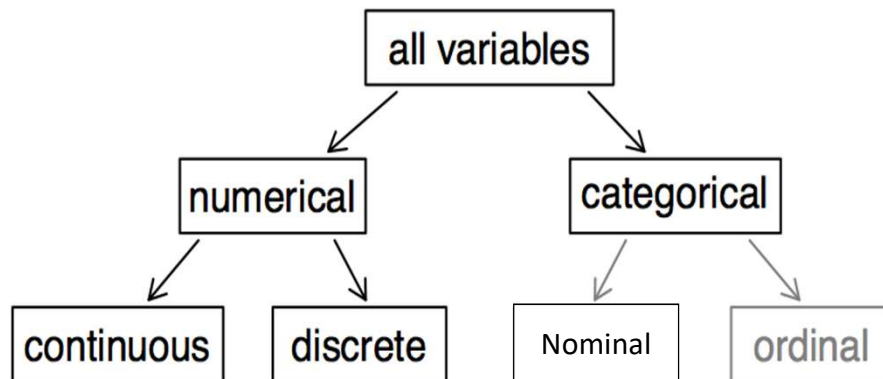 all variables
numerical
categorical
continuous
discrete
Nominal
ordinal